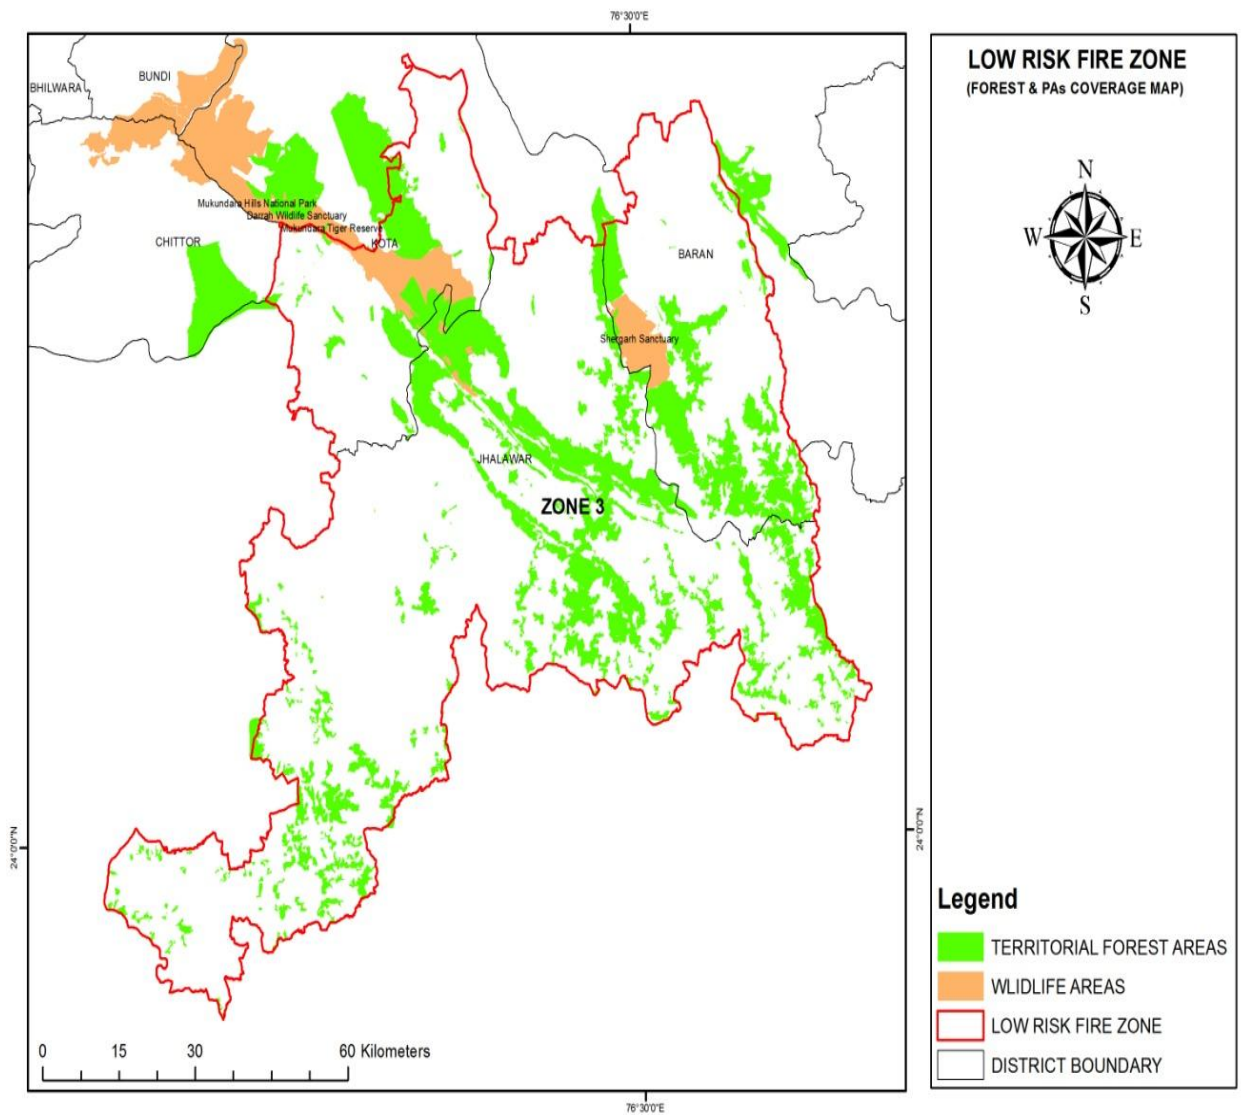 76°30'0"E
LOW RISK FIRE ZONE
(FOREST & PAs COVERAGE MAP)
BUNDI
BHILWARA
N
W E
S
Mukundara Hills National Park
Darrah Wildlife Sanctuary
Mukundara Tiger Reserve
CHITTOR
KOTA
BARAN
Shergarh Sanctuary
JHALAWAR
ZONE 3
24°0'0"N
24°0'0"N
Legend
TERRITORIAL FOREST AREAS
WLIDLIFE AREAS
LOW RISK FIRE ZONE
DISTRICT BOUNDARY
0 15 30 60 Kilometers
76°30'0"E